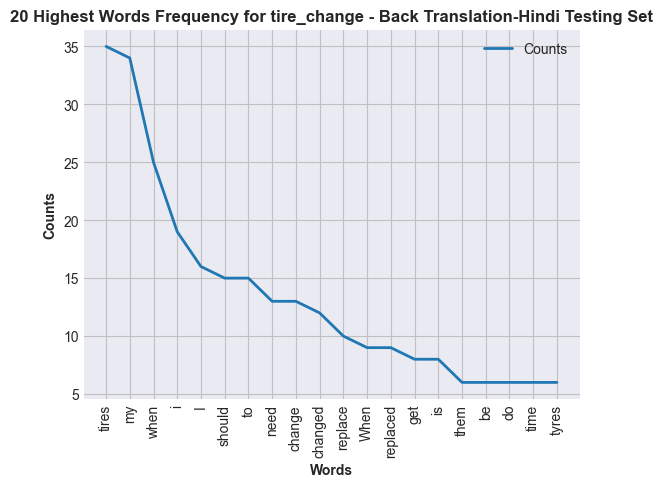 20 Highest Words Frequency for tire_change - Back Translation-Hindi Testing Set
Counts
35
30
25
20
15
10
5
Counts
tires
my
when
i
I
should
to
need
change
changed
replace
When
replaced
get
is
them
be
do
time
tyres
Words